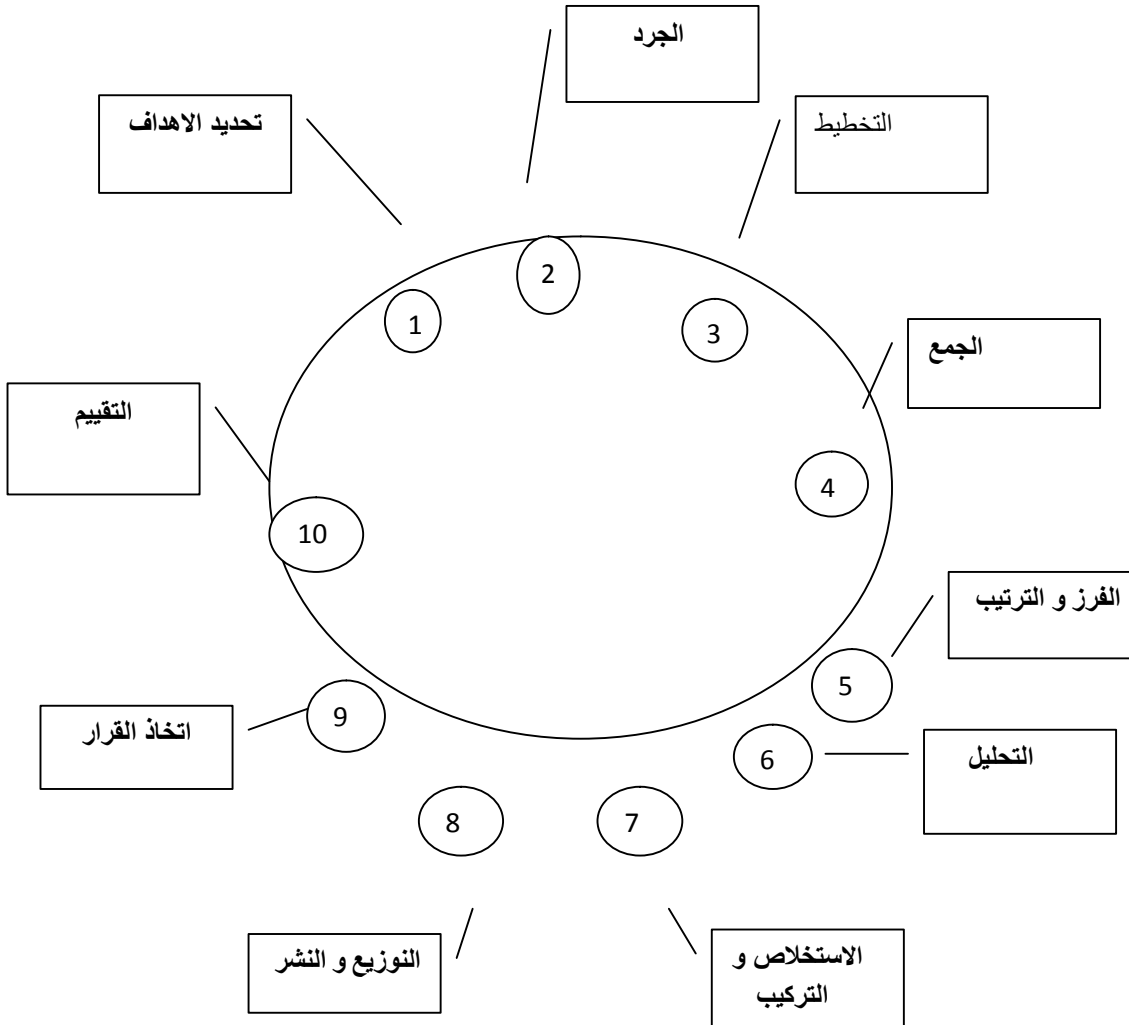 الجرد
تحديد الاهداف
التخطيط
2
1
3
الجمع
التقييم
4
10
الفرز و الترتيب
5
9
اتخاذ القرار
6
التحليل
8
7
النوزيع و النشر
الاستخلاص و
التركيب